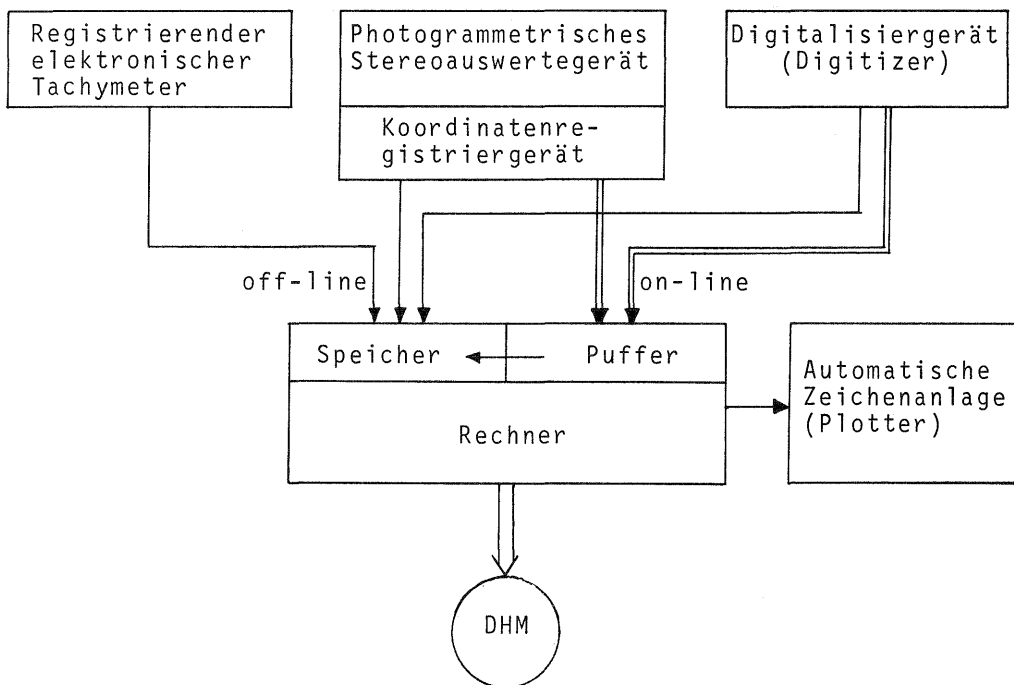 Registrierender
elektronischer
Tachymeter
Photogrammetrisches
Stereoauswertegerät
Koordinatenre-
gistriergerät
Digitalisiergerät
(Digitizer)
off-line
on-line
Speicher
Puffer
Rechner
Automatische
Zeichenanlage
(Plotter)
DHM